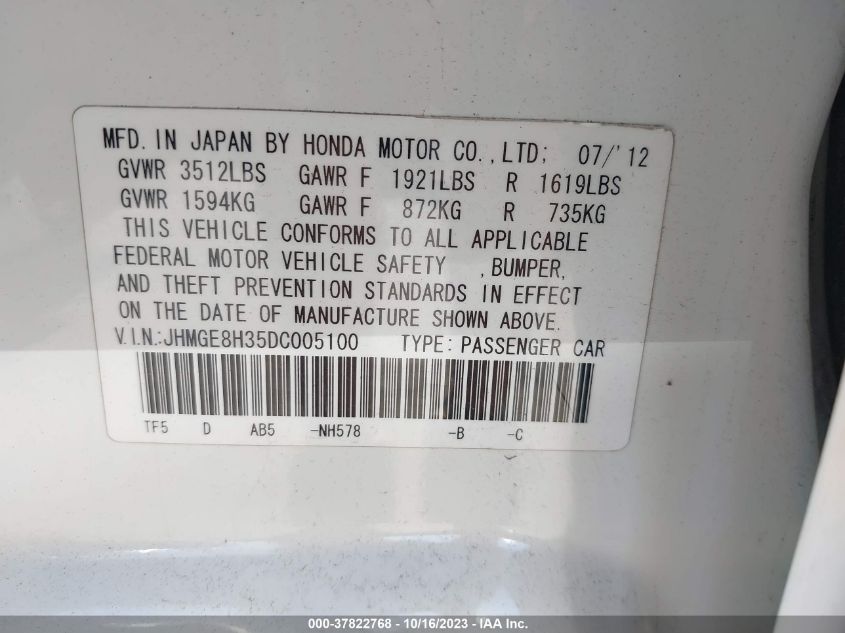 MFD. IN JAPAN BY HONDA MOTOR CO., LTD; 07/'12
GVWR 3512LBS GAWR F 1921LBS R 1619LBS
GVWR 1594KG GAWR F 872KG R 735KG
THIS VEHICLE CONFORMS TO ALL APPLICABLE
FEDERAL MOTOR VEHICLE SAFETY , BUMPER,
AND THEFT PREVENTION STANDARDS IN EFFECT
ON THE DATE OF MANUFACTURE SHOWN ABOVE.
V.I.N.:JHMGE8H35DC005100 TYPE: PASSENGER CAR
TF5 D AB5 -NH578 -B -C
000-37822768 - 10/16/2023 - IAA Inc.